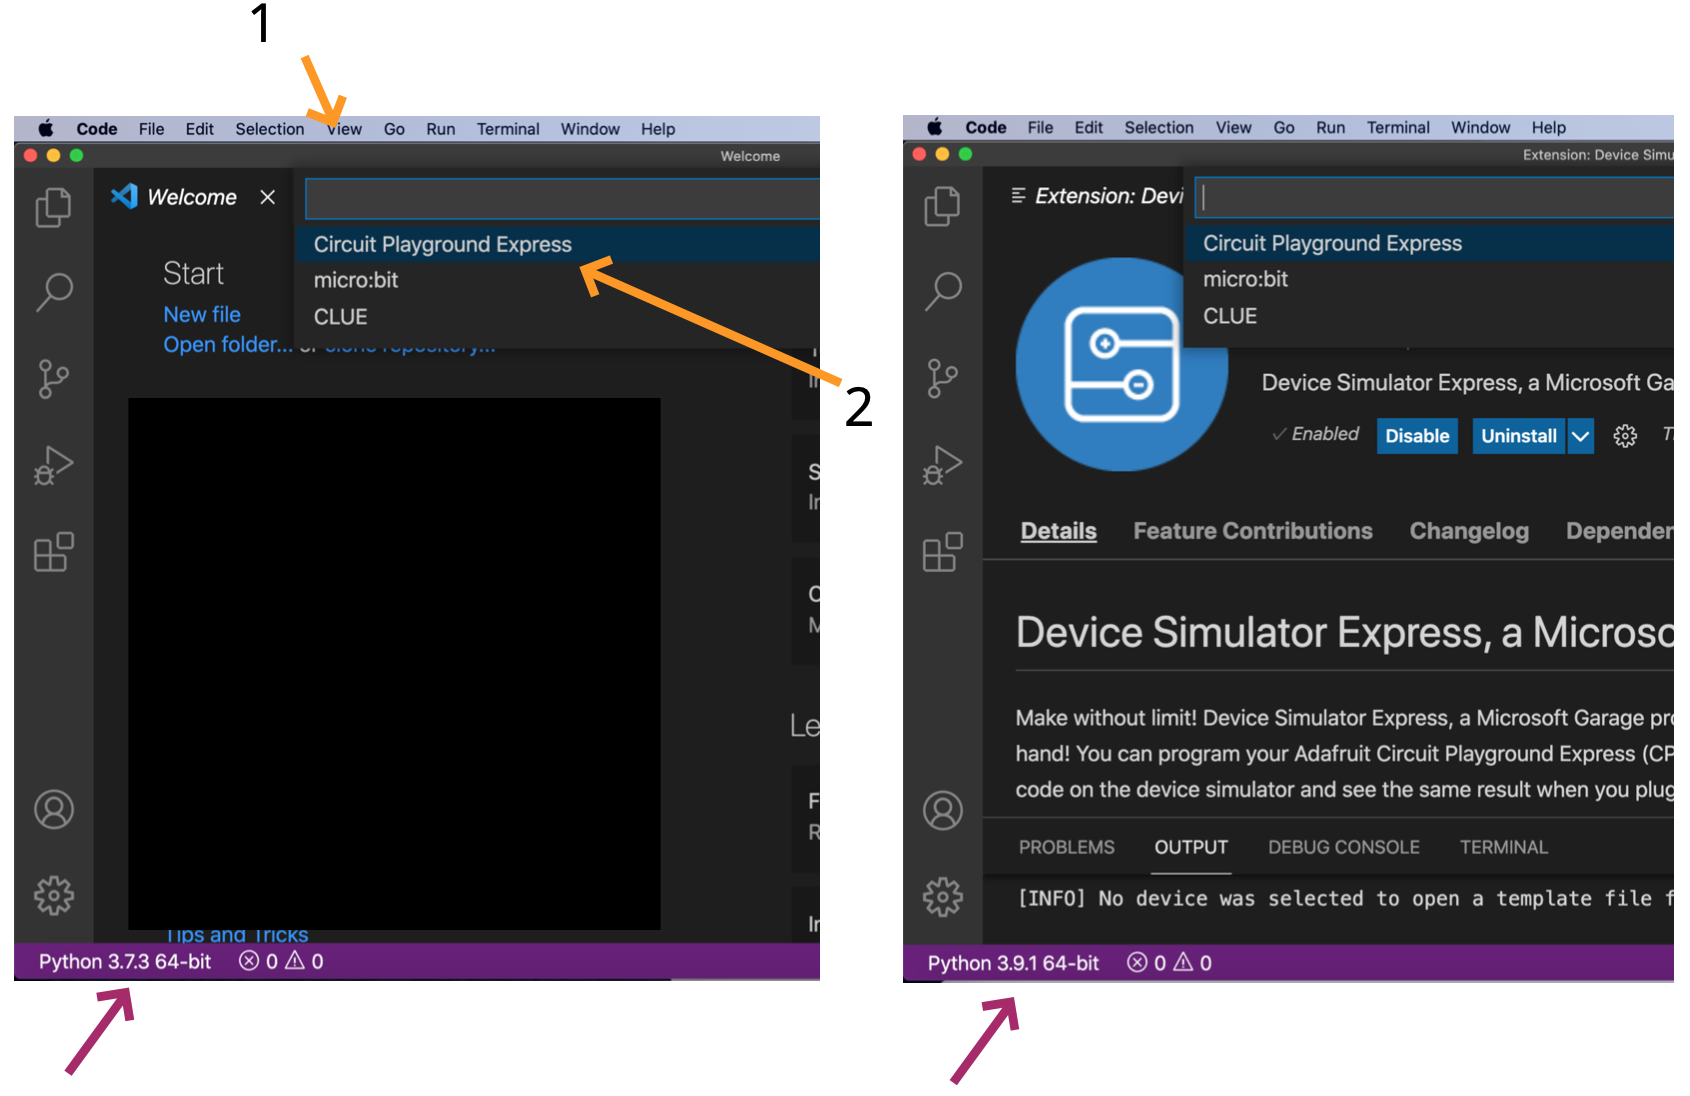 1
Code File Edit Selection View Go Run Terminal Window Help
Welcome
Welcome
Circuit Playground Express
micro:bit
CLUE
Start
New file
Open folder... or clone repository...
2
Le
Tips and Tricks
Python 3.7.3 64-bit 0 0
Code File Edit Selection View Go Run Terminal Window Help
Extension: Device Simu
Extension: Devi
Circuit Playground Express
micro:bit
CLUE
Device Simulator Express, a Microsoft Ga
Enabled Disable Uninstall
Details Feature Contributions Changelog Dependen
Device Simulator Express, a Microso
Make without limit! Device Simulator Express, a Microsoft Garage pro
hand! You can program your Adafruit Circuit Playground Express (CP
code on the device simulator and see the same result when you plug
PROBLEMS OUTPUT DEBUG CONSOLE TERMINAL
[INFO] No device was selected to open a template file f
Python 3.9.1 64-bit 0 0